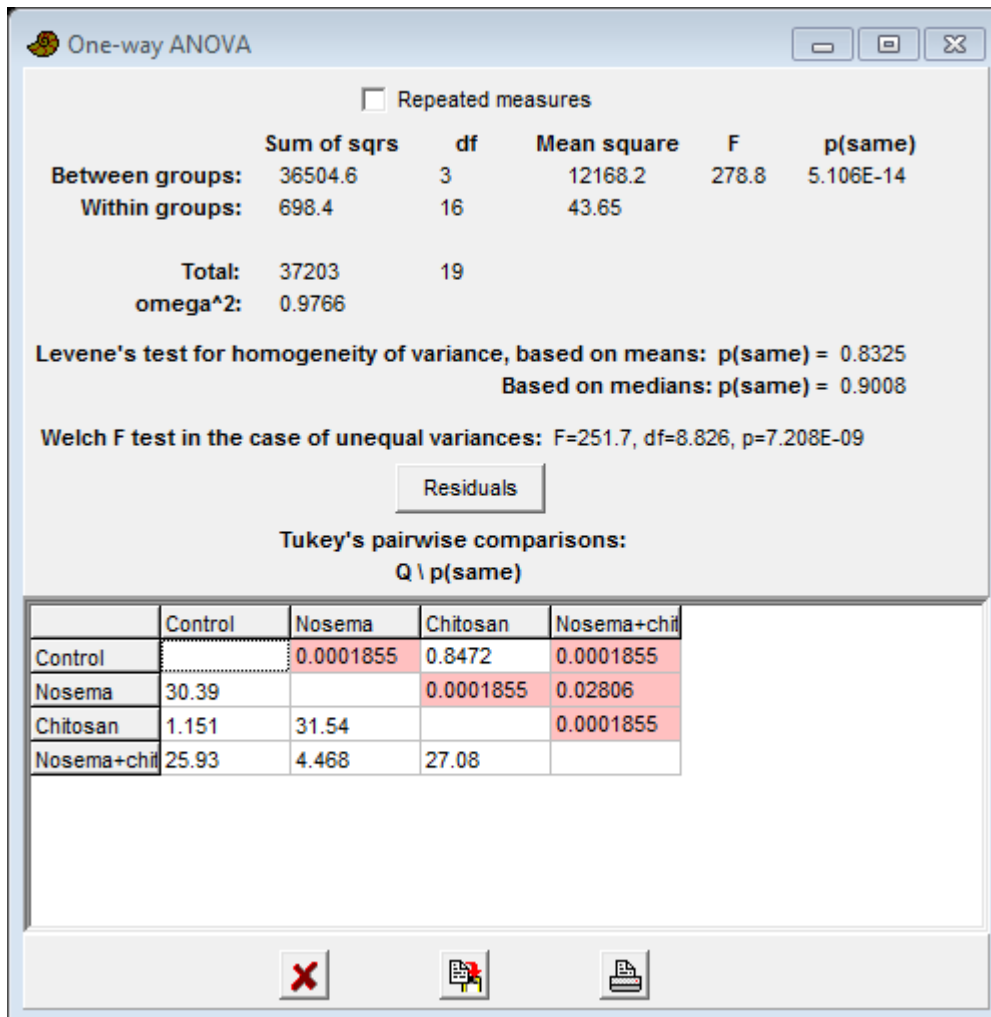 One-way ANOVA
Repeated measures
Sum of sqrs df Mean square F p(same)
Between groups: 36504.6 3 12168.2 278.8 5.106E-14
Within groups: 698.4 16 43.65
Total: 37203 19
omega^2: 0.9766
Levene's test for homogeneity of variance, based on means: p(same) = 0.8325
Based on medians: p(same) = 0.9008
Welch F test in the case of unequal variances: F=251.7, df=8.826, p=7.208E-09
Residuals
Tukey's pairwise comparisons:
Q \ p(same)
Control Nosema Chitosan Nosema+chit
Control 0.0001855 0.8472 0.0001855
Nosema 30.39 0.0001855 0.02806
Chitosan 1.151 31.54 0.0001855
Nosema+chit 25.93 4.468 27.08